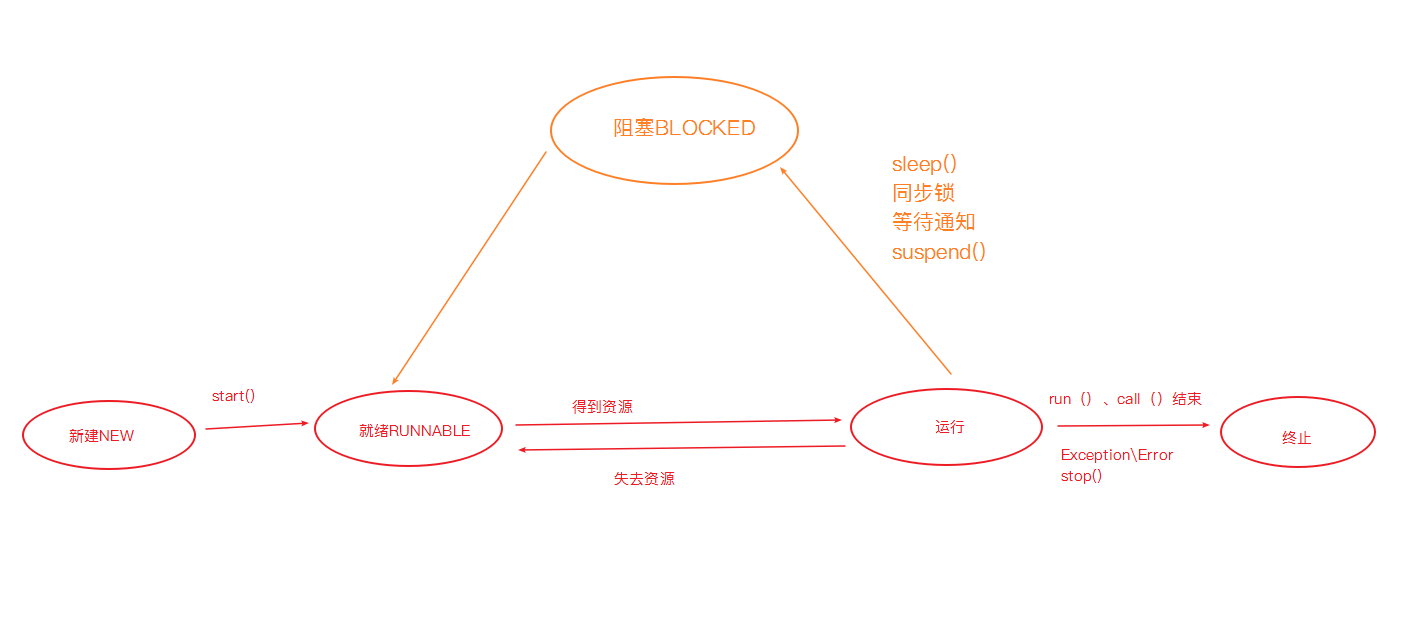 阻塞BLOCKED
sleep()
同步锁
等待通知
suspend()
start()
新建NEW
就绪RUNNABLE
得到资源
失去资源
运行
run（）、call（）结束
Exception\Error
stop()
终止